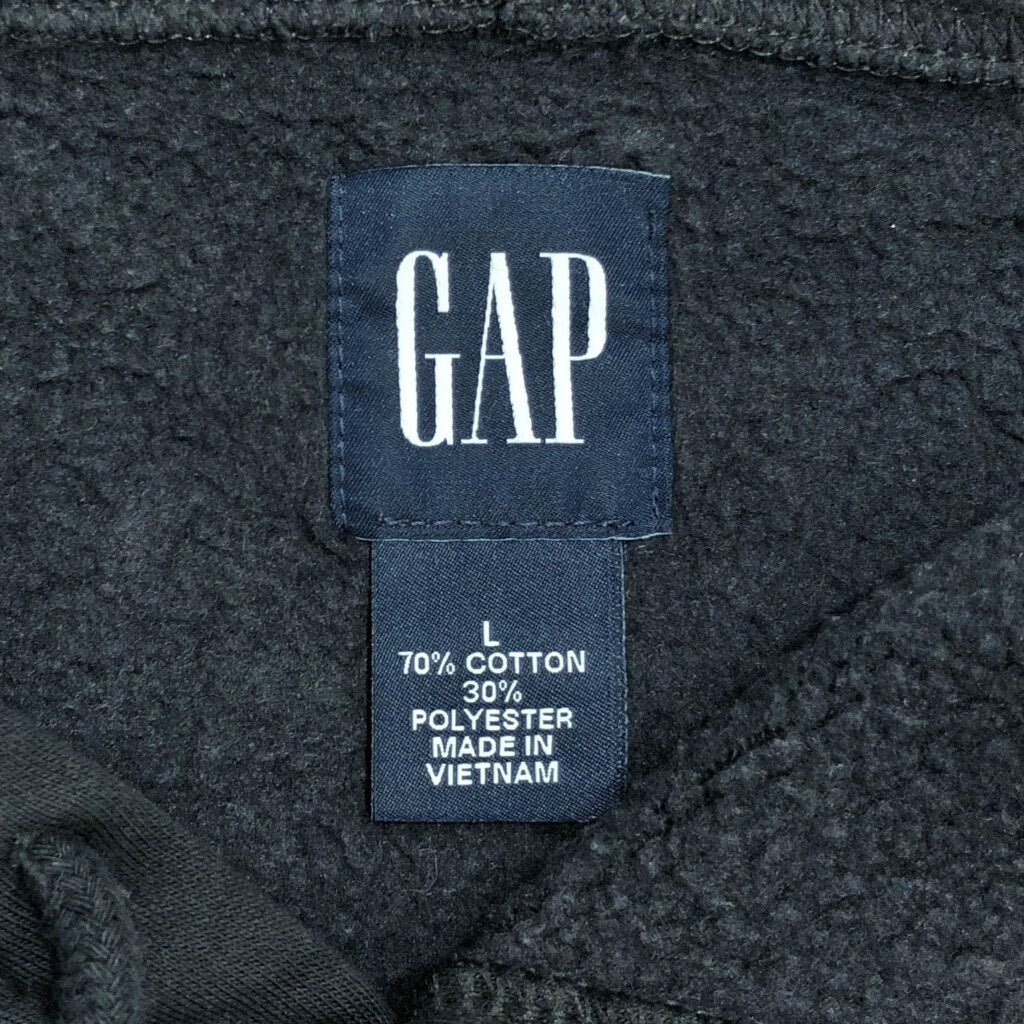 GAP
L
70% COTTON
30%
POLYESTER
MADE IN
VIETNAM